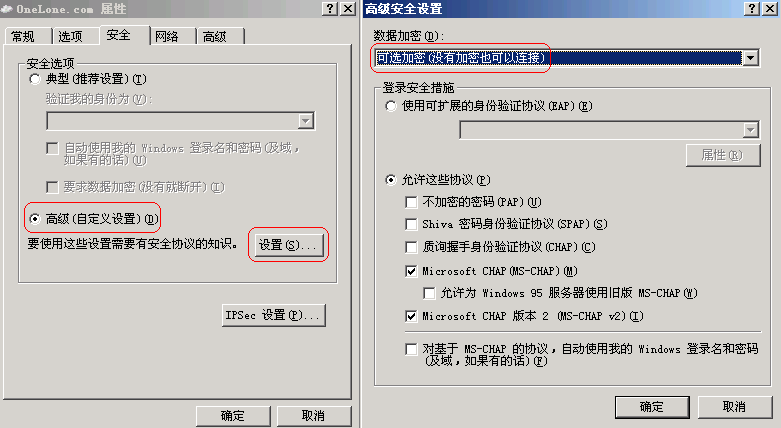 OneLone.com 属性
常规
选项
安全
网络
高级
安全选项
典型(推荐设置)(T)
验证我的身份为(V):
自动使用我的 Windows 登录名和密码(及域，
如果有的话)(U)
要求数据加密(没有就断开)(I)
高级(自定义设置)(D)
要使用这些设置需要有安全协议的知识。
设置(S)...
IPSec 设置(P)...
确定
取消
高级安全设置
数据加密(D):
可选加密(没有加密也可以连接)
登录安全措施
使用可扩展的身份验证协议(EAP)(E)
属性(R)
允许这些协议(P)
不加密的密码(PAP)(U)
Shiva 密码身份验证协议(SPAP)(S)
质询握手身份验证协议(CHAP)(C)
Microsoft CHAP(MS-CHAP)(M)
允许为 Windows 95 服务器使用旧版 MS-CHAP(W)
Microsoft CHAP 版本 2 (MS-CHAP v2)(I)
对基于 MS-CHAP 的协议，自动使用我的 Windows 登录名和密码
(及域，如果有的话)(F)
确定
取消